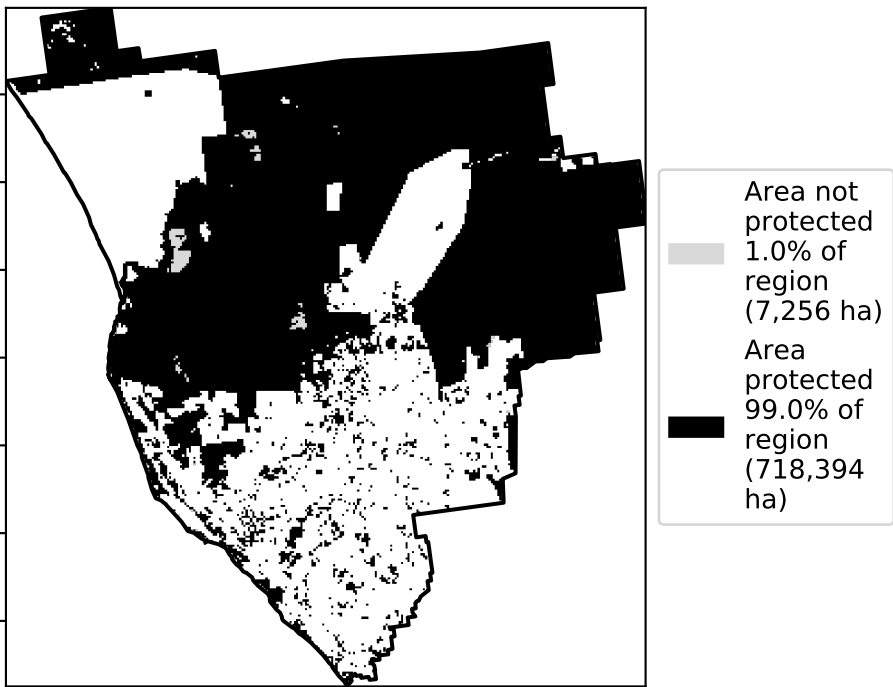 Area not
protected
1.0% of
region
(7,256 ha)
Area
protected
99.0% of
region
(718,394
ha)